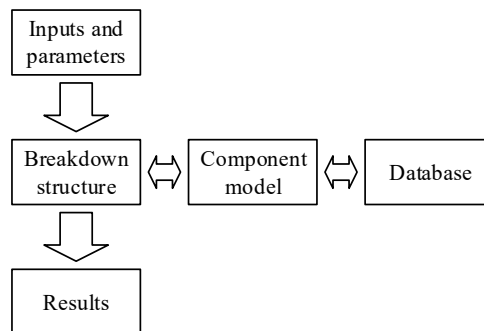 Inputs and
parameters
Breakdown
structure
Component
model
Database
Results